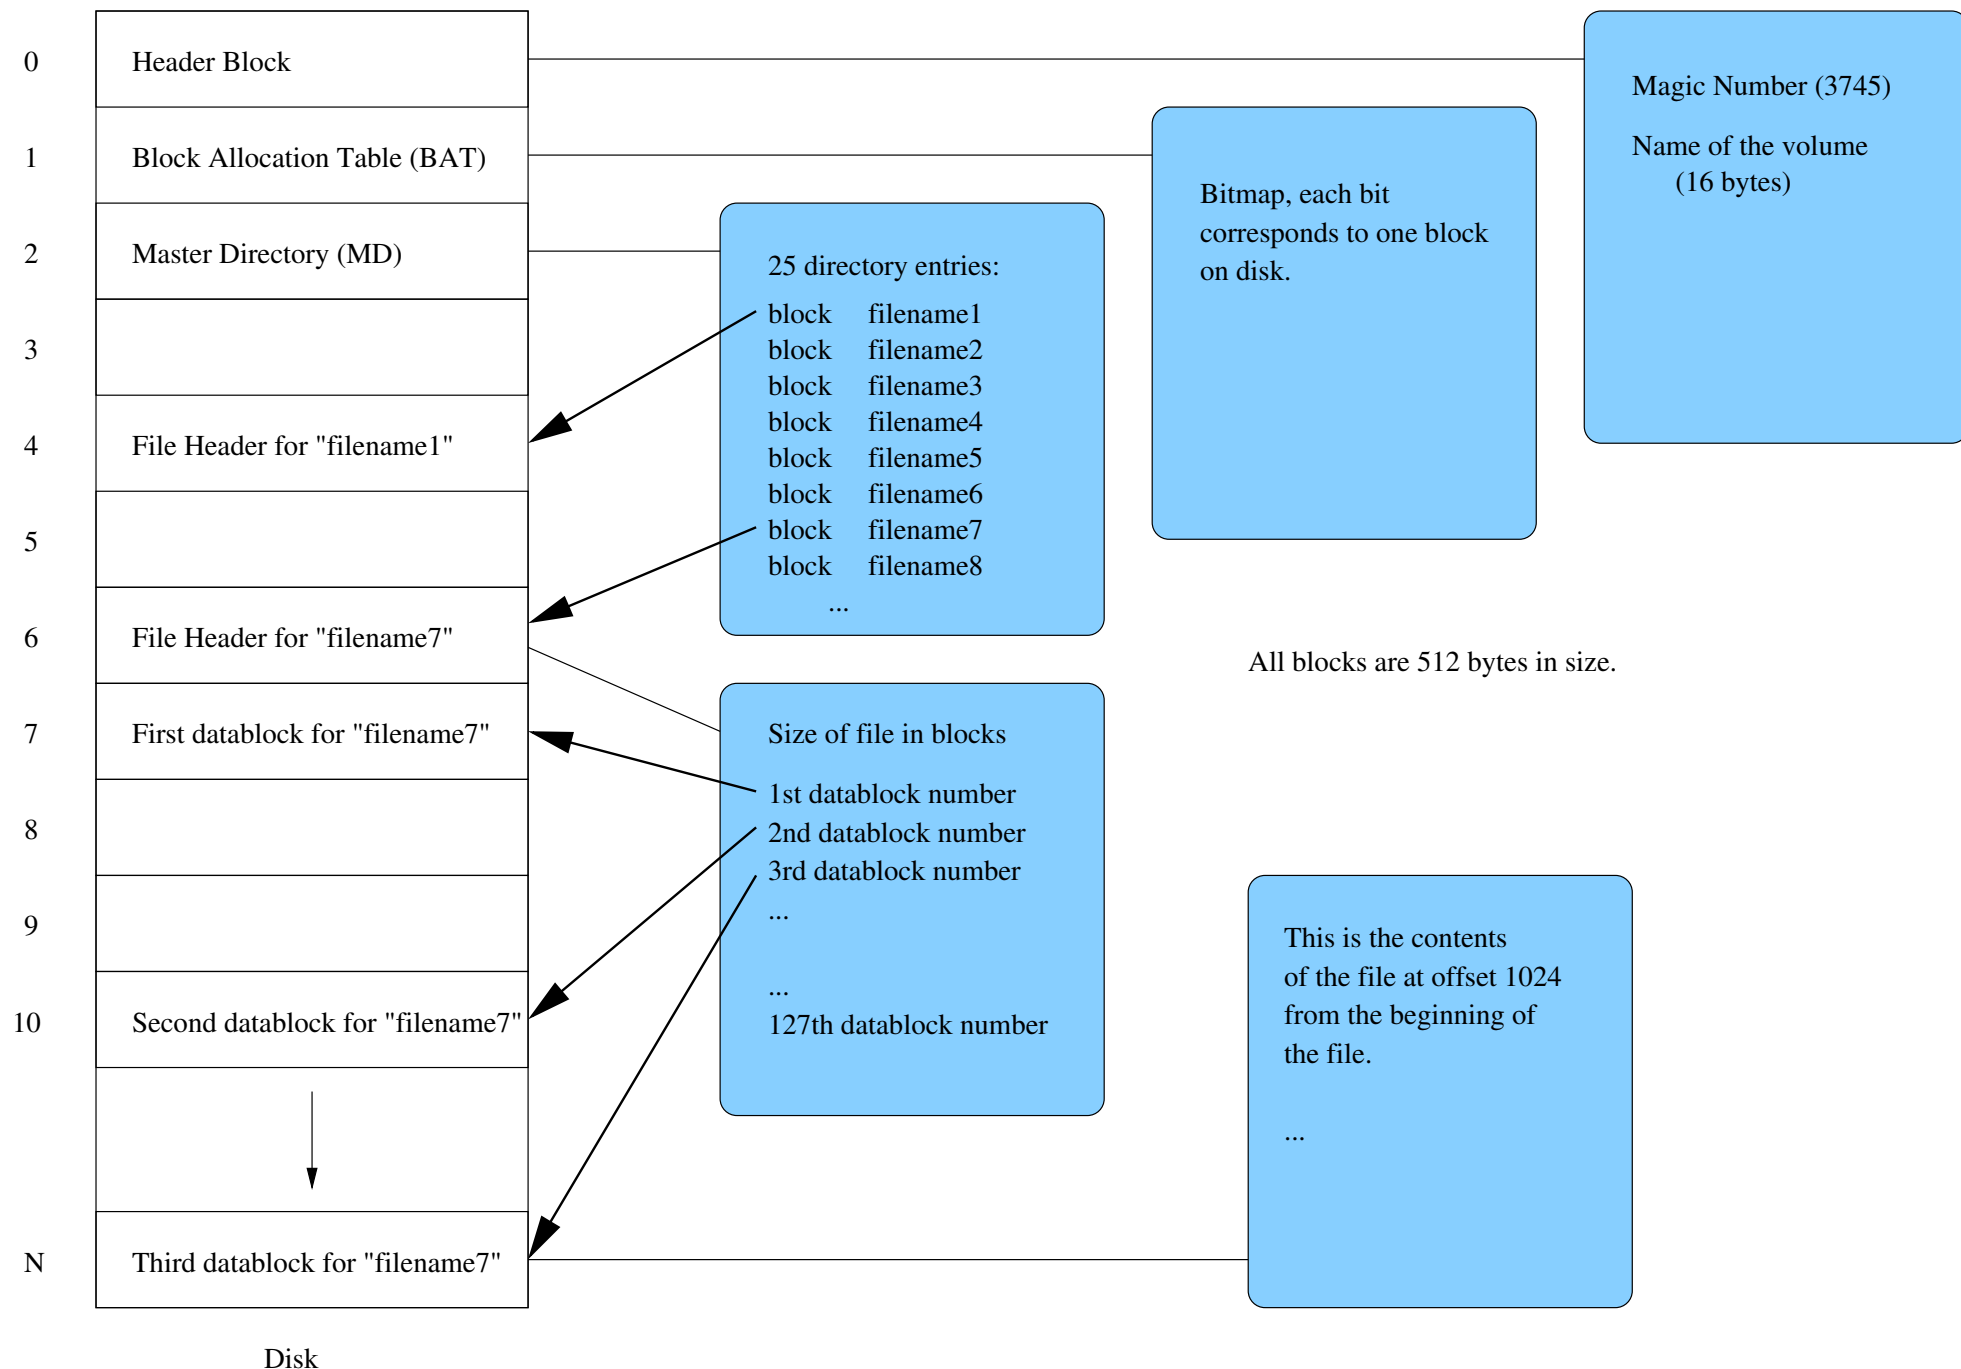 0
Header Block
1
Block Allocation Table (BAT)
2
Master Directory (MD)
3
4
File Header for "filename1"
5
6
File Header for "filename7"
7
First datablock for "filename7"
8
9
10
Second datablock for "filename7"
N
Third datablock for "filename7"
Disk
25 directory entries:
block filename1
block filename2
block filename3
block filename4
block filename5
block filename6
block filename7
block filename8
...
Size of file in blocks
1st datablock number
2nd datablock number
3rd datablock number
...
...
127th datablock number
Bitmap, each bit
corresponds to one block
on disk.
Magic Number (3745)
Name of the volume
(16 bytes)
All blocks are 512 bytes in size.
This is the contents
of the file at offset 1024
from the beginning of
the file.
...